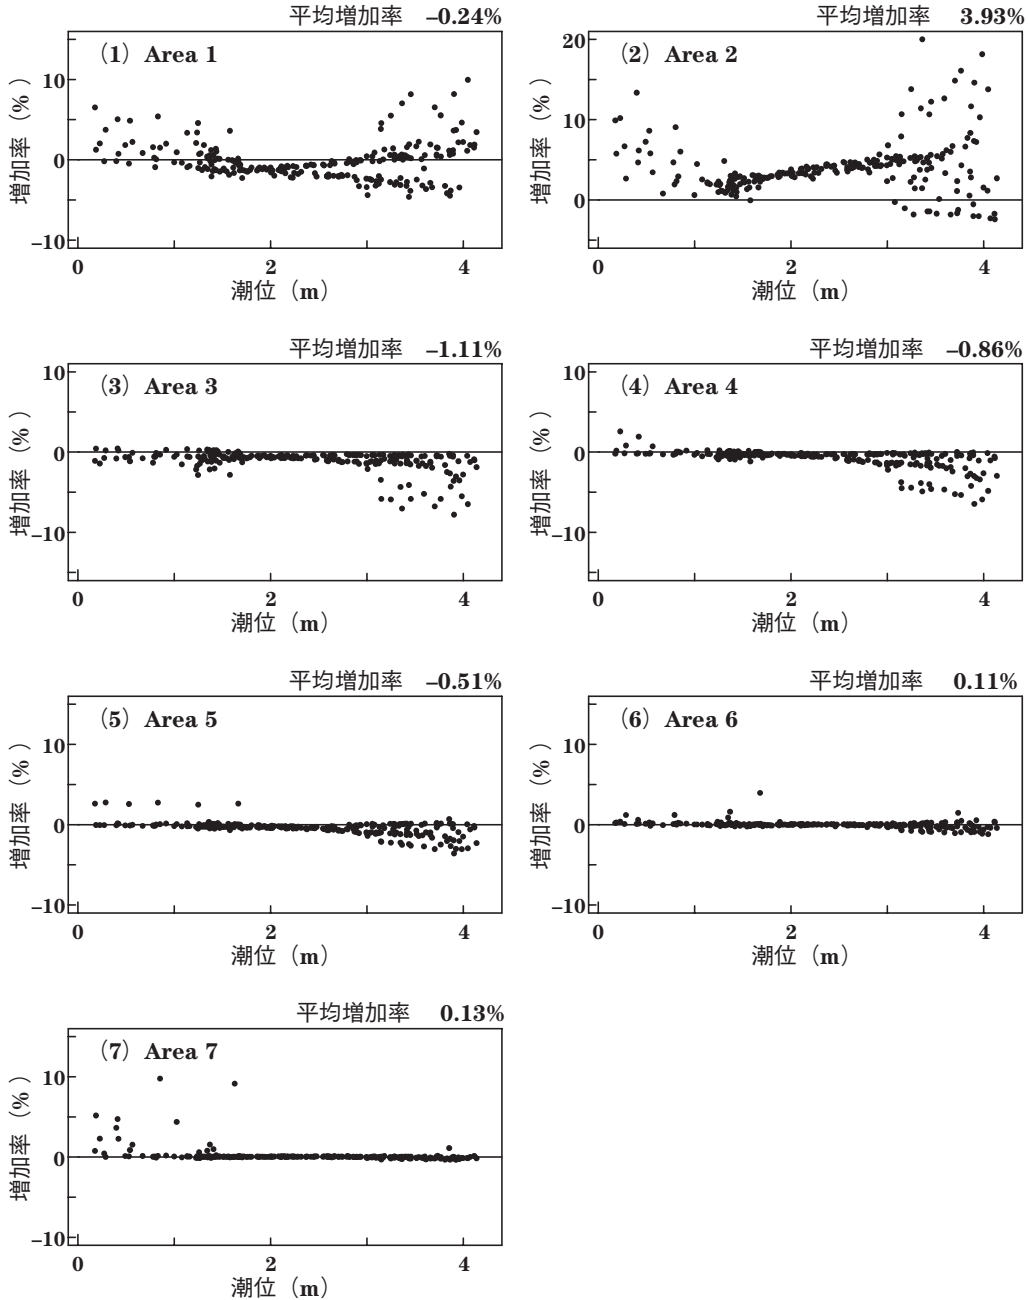 平均増加率 −0.24%
(1) Area 1
増加率 (%)
10
0
−10
0 2 4
潮位 (m)
平均増加率 3.93%
(2) Area 2
増加率 (%)
20
10
0
0 2 4
潮位 (m)
平均増加率 −1.11%
(3) Area 3
増加率 (%)
10
0
−10
0 2 4
潮位 (m)
平均増加率 −0.86%
(4) Area 4
増加率 (%)
10
0
−10
0 2 4
潮位 (m)
平均増加率 −0.51%
(5) Area 5
増加率 (%)
10
0
−10
0 2 4
潮位 (m)
平均増加率 0.11%
(6) Area 6
増加率 (%)
10
0
−10
0 2 4
潮位 (m)
平均増加率 0.13%
(7) Area 7
増加率 (%)
10
0
−10
0 2 4
潮位 (m)